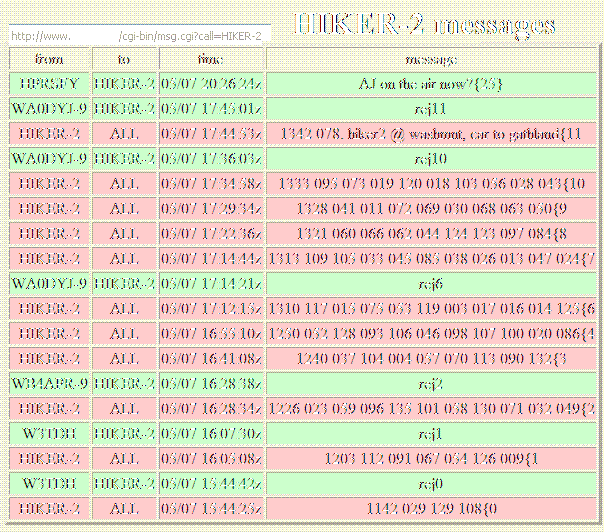 HIKER-2 messages
http://www. /cgi-bin/msg.cgi?call=HIKER-2
from to time message
HIKER-2 05/07 20:26:24z AJ on the air now?{25}
WA0DYJ-9 HIKER-2 05/07 17:45:01z rej11
HIKER-2 ALL 05/07 17:44:53z 1342 078. hiker2 @ washmnt, car to gathland{11
WA0DYJ-9 HIKER-2 05/07 17:36:03z rej10
HIKER-2 ALL 05/07 17:34:58z 1333 095 073 019 120 018 103 056 028 043{10
HIKER-2 ALL 05/07 17:29:34z 1328 041 011 072 069 030 068 063 050{9
HIKER-2 ALL 05/07 17:22:36z 1321 060 066 062 044 124 123 097 084{8
HIKER-2 ALL 05/07 17:14:44z 1313 109 105 033 045 085 038 026 013 047 024{7
WA0DYJ-9 HIKER-2 05/07 17:14:21z rej6
HIKER-2 ALL 05/07 17:12:15z 1310 117 015 075 053 119 003 017 016 014 125{6
HIKER-2 ALL 05/07 16:55:10z 1250 052 128 093 106 046 098 107 100 020 086{4
HIKER-2 ALL 05/07 16:41:08z 1240 037 104 004 057 070 113 090 132{3
WB4APR-9 HIKER-2 05/07 16:28:38z rej2
HIKER-2 ALL 05/07 16:28:34z 1226 023 059 096 135 101 058 130 071 032 049{2
W3TDH HIKER-2 05/07 16:07:30z rej1
HIKER-2 ALL 05/07 16:05:08z 1203 112 091 067 054 126 009{1
W3TDH HIKER-2 05/07 15:44:42z rej0
HIKER-2 ALL 05/07 15:44:25z 1142 029 129 108{0